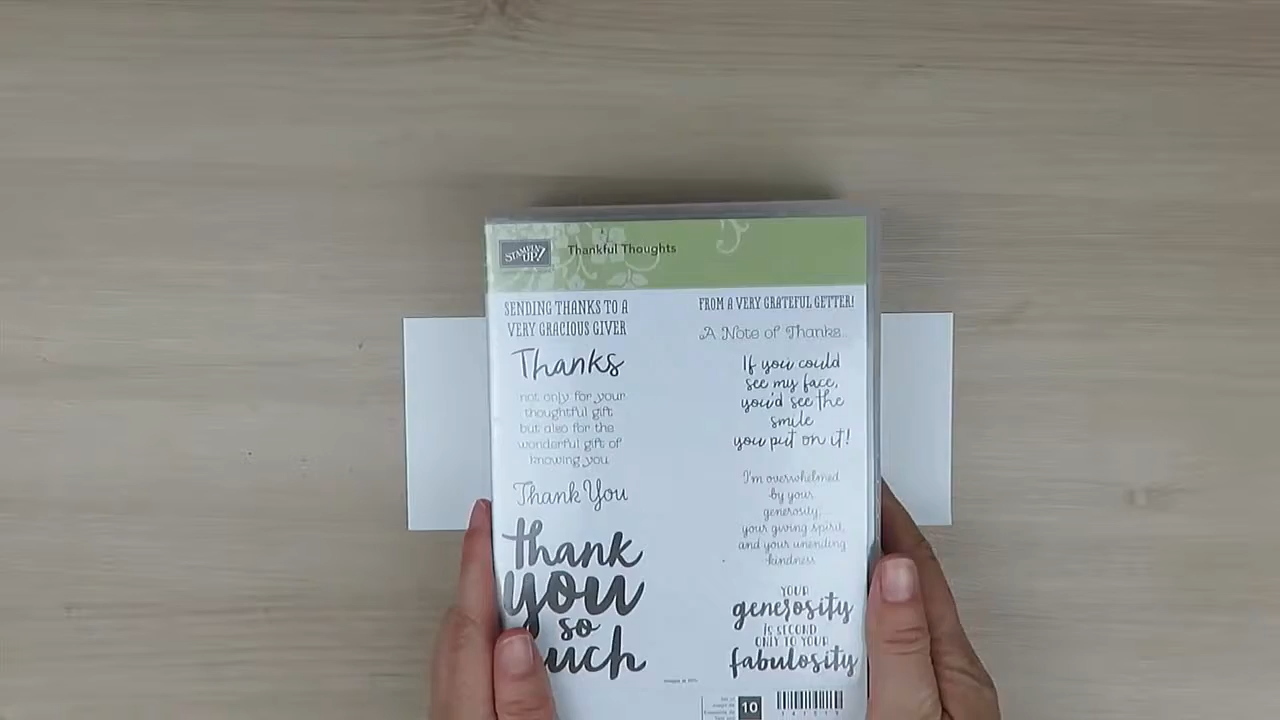 STAMPIN' UP!
Thankful Thoughts
SENDING THANKS TO A
VERY GRACIOUS GIVER
Thanks
not only for your
thoughtful gift
but also for the
wonderful gift of
knowing you.
Thank You
thank
you
so
much
FROM A VERY GRATEFUL GETTER!
A Note of Thanks...
If you could
see my face,
you'd see the
smile
you put on it!
I'm overwhelmed
by your
generosity,
your giving spirit,
and your unending
kindness.
YOUR
generosity
IS SECOND
ONLY TO YOUR
fabulosity
10